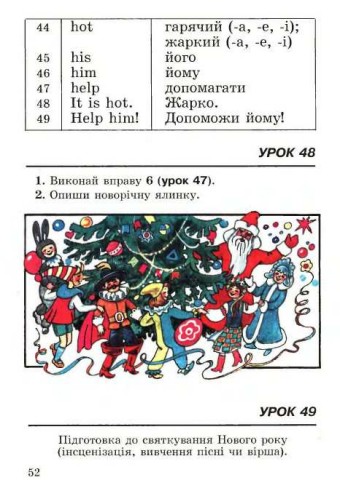 44 hot гарячий (-а, -е, -і);
жаркий (-а, -е, -і)
45 his його
46 him йому
47 help допомагати
48 It is hot. Жарко.
49 Help him! Допоможи йому!
УРОК 48
1. Виконай вправу 6 (урок 47).
2. Опиши новорічну ялинку.
УРОК 49
Підготовка до святкування Нового року
(інсценізація, вивчення пісні чи вірша).
52